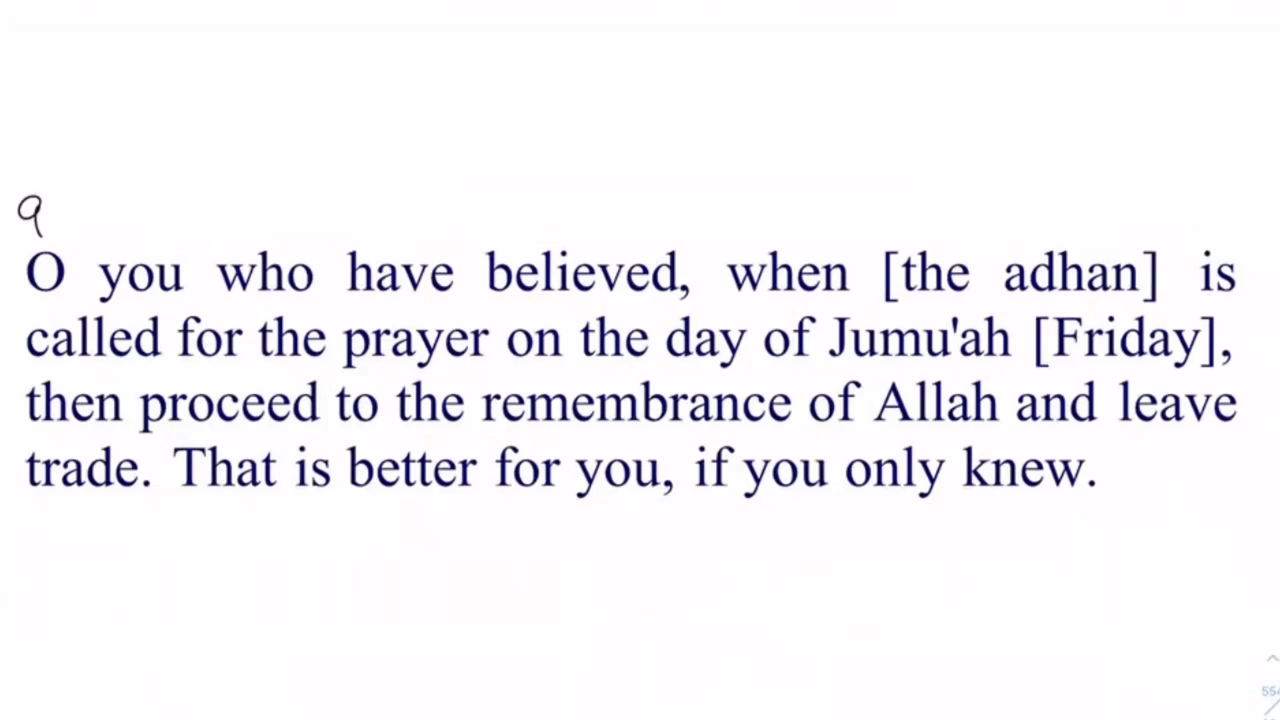 9
O you who have believed, when [the adhan] is
called for the prayer on the day of Jumu'ah [Friday],
then proceed to the remembrance of Allah and leave
trade. That is better for you, if you only knew.
554